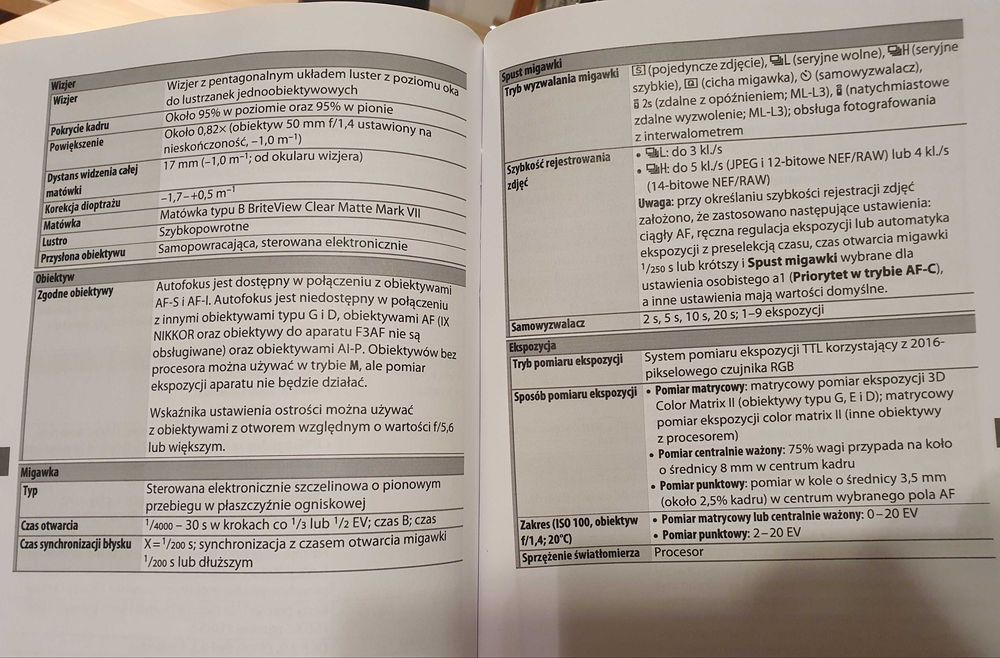 Wizjer
Wizjer Wizjer z pentagonalnym układem luster z poziomu oka
do lustrzanek jednoobiektywowych
Pokrycie kadru Około 95% w poziomie oraz 95% w pionie
Powiększenie Około 0,82× (obiektyw 50 mm f/1,4 ustawiony na
nieskończoność, –1,0 m⁻¹)
Dystans widzenia całej 17 mm (–1,0 m⁻¹; od okularu wizjera)
matówki
Korekcja dioptrażu –1,7–+0,5 m⁻¹
Matówka Matówka typu B BriteView Clear Matte Mark VII
Lustro Szybkopowrotne
Przysłona obiektywu Samopowracająca, sterowana elektronicznie
Obiektyw
Zgodne obiektywy Autofokus jest dostępny w połączeniu z obiektywami
AF-S i AF-I. Autofokus jest niedostępny w połączeniu
z innymi obiektywami typu G i D, obiektywami AF (IX
NIKKOR oraz obiektywy do aparatu F3AF nie są
obsługiwane) oraz obiektywami AI-P. Obiektywów bez
procesora można używać w trybie M, ale pomiar
ekspozycji aparatu nie będzie działać.
Wskaźnika ustawienia ostrości można używać
z obiektywami z otworem względnym o wartości f/5,6
lub większym.
Migawka
Typ Sterowana elektronicznie szczelinowa o pionowym
przebiegu w płaszczyźnie ogniskowej
Czas otwarcia 1/4000 – 30 s w krokach co 1/3 lub 1/2 EV; czas B; czas
Czas synchronizacji błysku X = 1/200 s; synchronizacja z czasem otwarcia migawki
1/200 s lub dłuższym
Spust migawki
Tryb wyzwalania migawki S (pojedyncze zdjęcie), L (seryjne wolne), H (seryjne
szybkie), (cicha migawka), (samowyzwalacz),
2s (zdalne z opóźnieniem; ML-L3), (natychmiastowe
zdalne wyzwolenie; ML-L3); obsługa fotografowania
z interwalometrem
Szybkość rejestrowania • L: do 3 kl./s
zdjęć • H: do 5 kl./s (JPEG i 12-bitowe NEF/RAW) lub 4 kl./s
(14-bitowe NEF/RAW)
Uwaga: przy określaniu szybkości rejestracji zdjęć
założono, że zastosowano następujące ustawienia:
ciągły AF, ręczna regulacja ekspozycji lub automatyka
ekspozycji z preselekcją czasu, czas otwarcia migawki
1/250 s lub krótszy i Spust migawki wybrane dla
ustawienia osobistego a1 (Priorytet w trybie AF-C),
a inne ustawienia mają wartości domyślne.
Samowyzwalacz 2 s, 5 s, 10 s, 20 s; 1–9 ekspozycji
Ekspozycja
Tryb pomiaru ekspozycji System pomiaru ekspozycji TTL korzystający z 2016-
pikselowego czujnika RGB
Sposób pomiaru ekspozycji • Pomiar matrycowy: matrycowy pomiar ekspozycji 3D
Color Matrix II (obiektywy typu G, E i D); matrycowy
pomiar ekspozycji color matrix II (inne obiektywy
z procesorem)
• Pomiar centralnie ważony: 75% wagi przypada na koło
o średnicy 8 mm w centrum kadru
• Pomiar punktowy: pomiar w kole o średnicy 3,5 mm
(około 2,5% kadru) w centrum wybranego pola AF
Zakres (ISO 100, obiektyw • Pomiar matrycowy lub centralnie ważony: 0–20 EV
f/1,4; 20°C) • Pomiar punktowy: 2–20 EV
Sprzężenie światłomierza Procesor